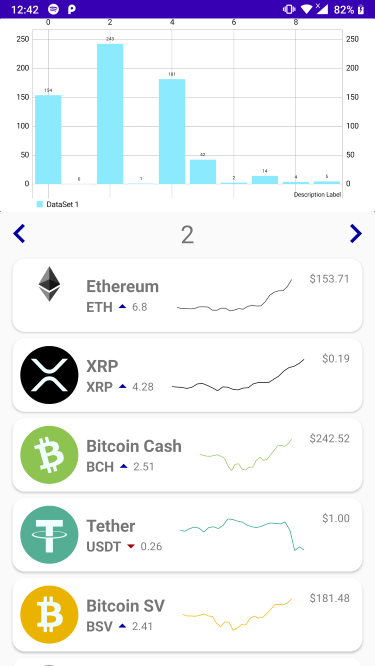 12:42 82%
0 2 4 6 8
250 250
200 200
150 150
100 100
50 50
0 0
154 0 243 1 181 42 2 14 4 5
Description Label
DataSet 1
2
Ethereum $153.71
ETH 6.8
XRP $0.19
XRP 4.28
Bitcoin Cash $242.52
BCH 2.51
Tether $1.00
USDT 0.26
Bitcoin SV $181.48
BSV 2.41